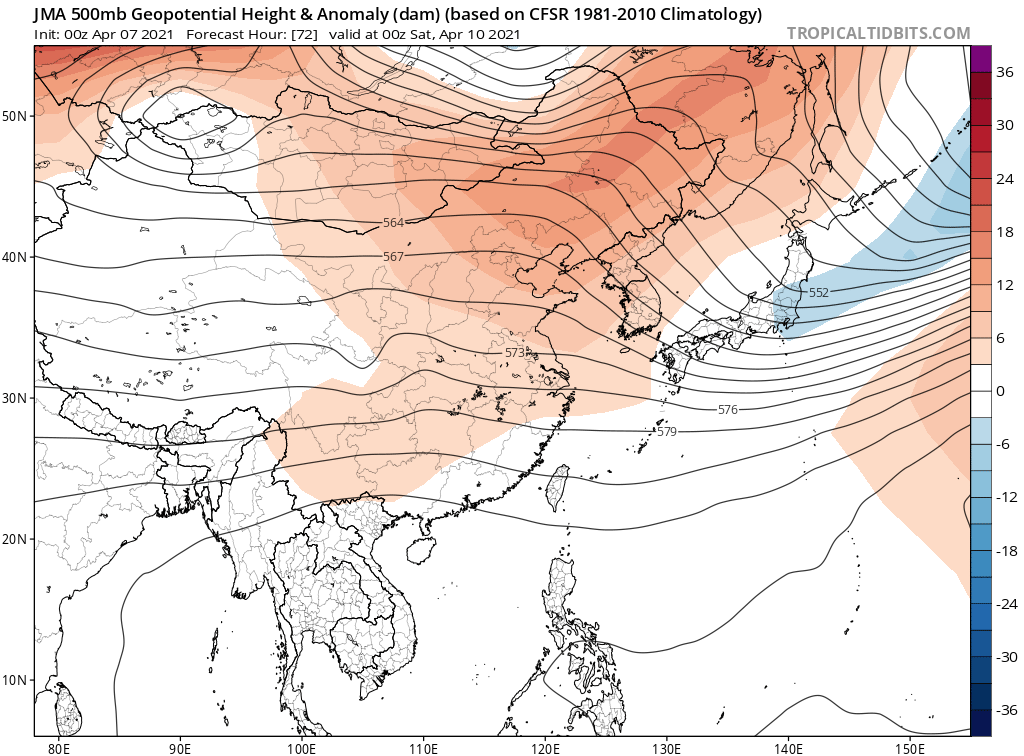 JMA 500mb Geopotential Height & Anomaly (dam) (based on CFSR 1981-2010 Climatology)
Init: 00z Apr 07 2021 Forecast Hour: [72] valid at 00z Sat, Apr 10 2021
TROPICALTIDBITS.COM
36
50N
30
24
564
18
40N
567
12
552
573
6
30N
0
576
579
-6
-12
20N
-18
-24
-30
10N
-36
80E 90E 100E 110E 120E 130E 140E 150E